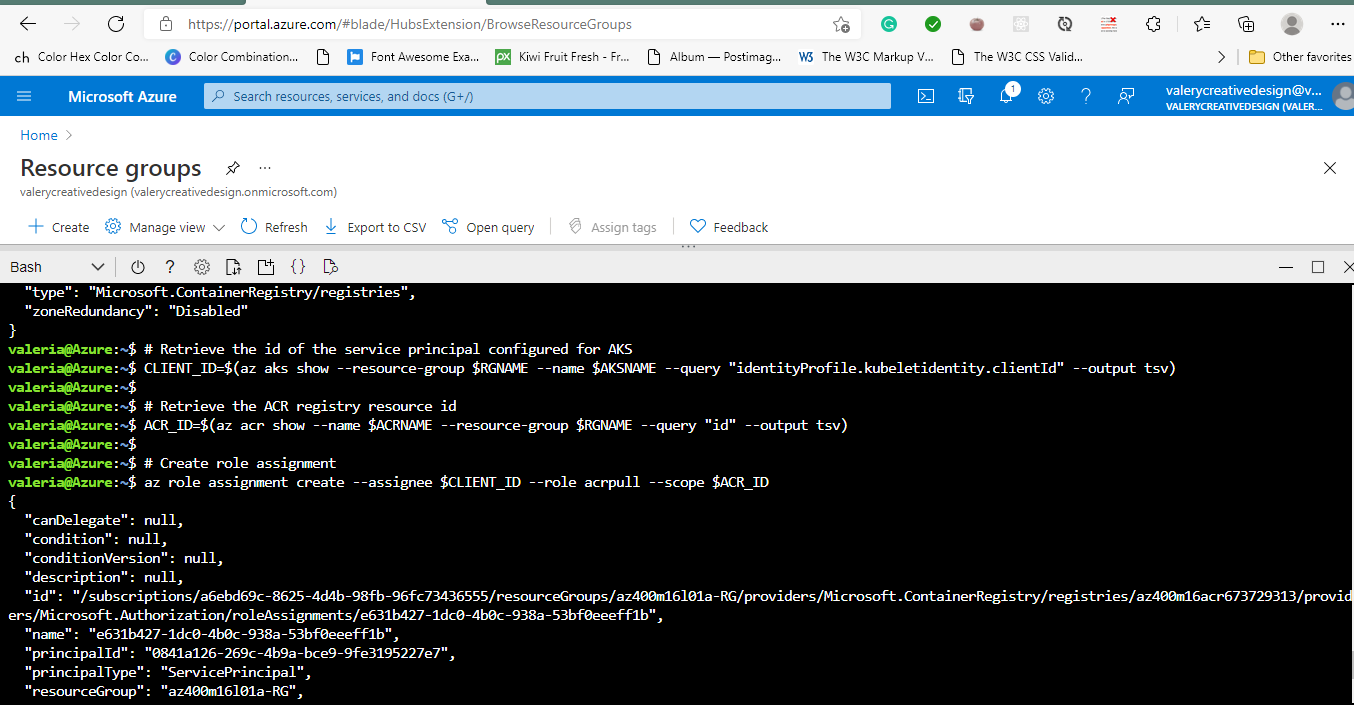 https://portal.azure.com/#blade/HubsExtension/BrowseResourceGroups
ch Color Hex Color Co... C Color Combination... Font Awesome Exa... px Kiwi Fruit Fresh - Fr... Album — Postimag... W3 The W3C Markup V... The W3C CSS Valid... Other favorites
Microsoft Azure
Search resources, services, and docs (G+/)
1
valerycreativedesign@v...
VALERYCREATIVEDESIGN (VALER...
Home
Resource groups
valerycreativedesign (valerycreativedesign.onmicrosoft.com)
Create Manage view Refresh Export to CSV Open query Assign tags Feedback
Bash
"type": "Microsoft.ContainerRegistry/registries",
"zoneRedundancy": "Disabled"
}
valeria@Azure:~$ # Retrieve the id of the service principal configured for AKS
valeria@Azure:~$ CLIENT_ID=$(az aks show --resource-group $RGNAME --name $AKSNAME --query "identityProfile.kubeletidentity.clientId" --output tsv)
valeria@Azure:~$
valeria@Azure:~$ # Retrieve the ACR registry resource id
valeria@Azure:~$ ACR_ID=$(az acr show --name $ACRNAME --resource-group $RGNAME --query "id" --output tsv)
valeria@Azure:~$
valeria@Azure:~$ # Create role assignment
valeria@Azure:~$ az role assignment create --assignee $CLIENT_ID --role acrpull --scope $ACR_ID
{
"canDelegate": null,
"condition": null,
"conditionVersion": null,
"description": null,
"id": "/subscriptions/a6ebd69c-8625-4d4b-98fb-96fc73436555/resourceGroups/az400m16l01a-RG/providers/Microsoft.ContainerRegistry/registries/az400m16acr673729313/provid
ers/Microsoft.Authorization/roleAssignments/e631b427-1dc0-4b0c-938a-53bf0eeeff1b",
"name": "e631b427-1dc0-4b0c-938a-53bf0eeeff1b",
"principalId": "0841a126-269c-4b9a-bce9-9fe3195227e7",
"principalType": "ServicePrincipal",
"resourceGroup": "az400m16l01a-RG",